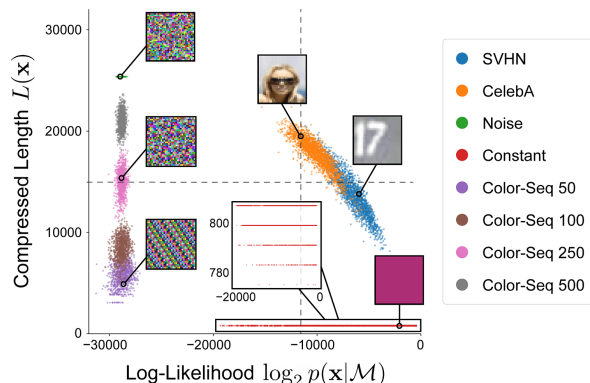 30000
20000
10000
0
Compressed Length L(x)
17
800
780
−20000
0
−30000
−20000
−10000
0
Log-Likelihood log₂ p(x|ℳ)
SVHN
CelebA
Noise
Constant
Color-Seq 50
Color-Seq 100
Color-Seq 250
Color-Seq 500